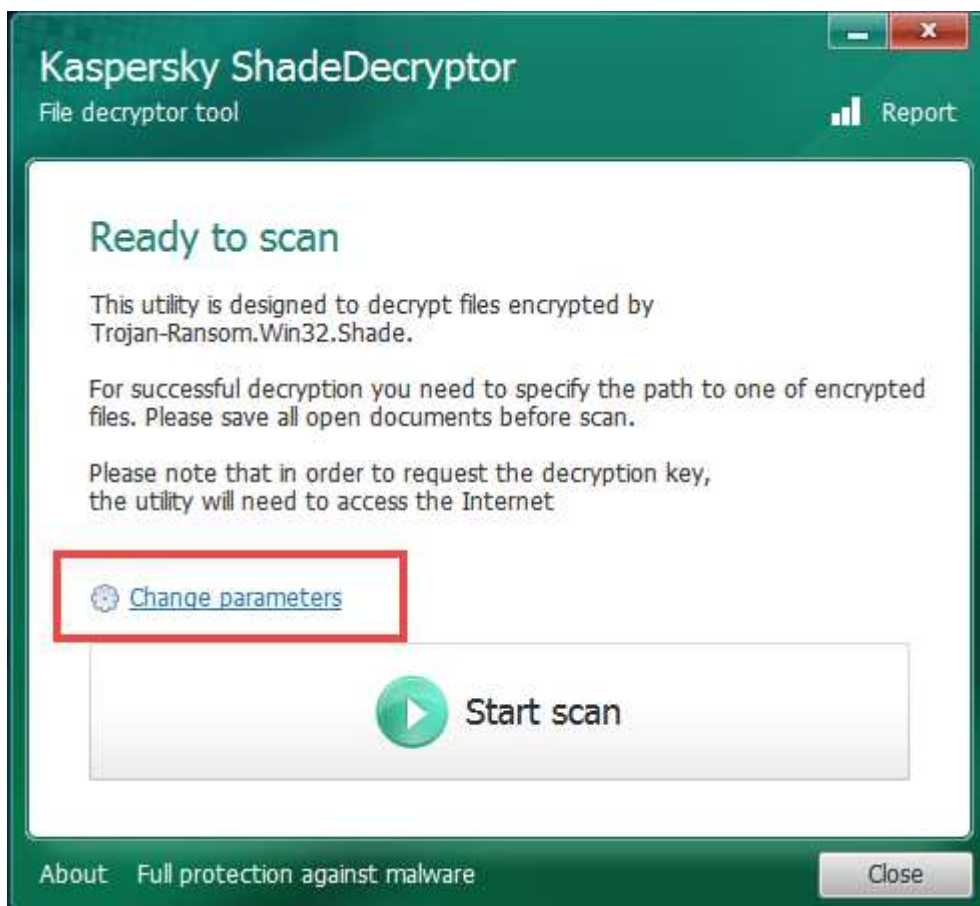 Kaspersky ShadeDecryptor
File decryptor tool
Report
Ready to scan
This utility is designed to decrypt files encrypted by
Trojan-Ransom.Win32.Shade.
For successful decryption you need to specify the path to one of encrypted
files. Please save all open documents before scan.
Please note that in order to request the decryption key,
the utility will need to access the Internet
Change parameters
Start scan
About Full protection against malware Close